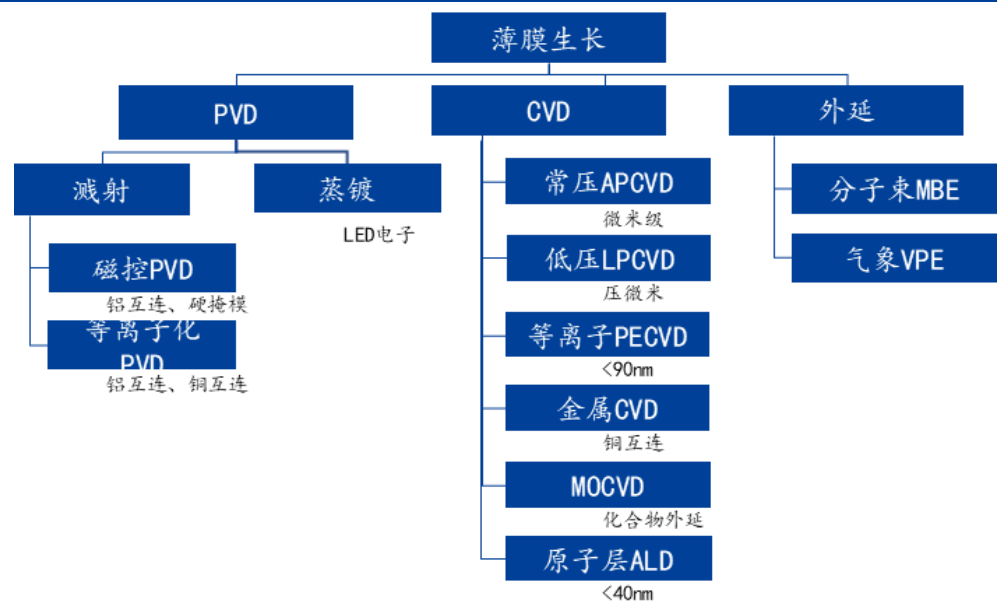 薄膜生长
PVD
CVD
外延
溅射
蒸镀
LED电子
磁控PVD
铝互连、硬掩模
等离子化
PVD
铝互连、铜互连
常压APCVD
微米级
低压LPCVD
压微米
等离子PECVD
<90nm
金属CVD
铜互连
MOCVD
化合物外延
原子层ALD
<40nm
分子束MBE
气象VPE